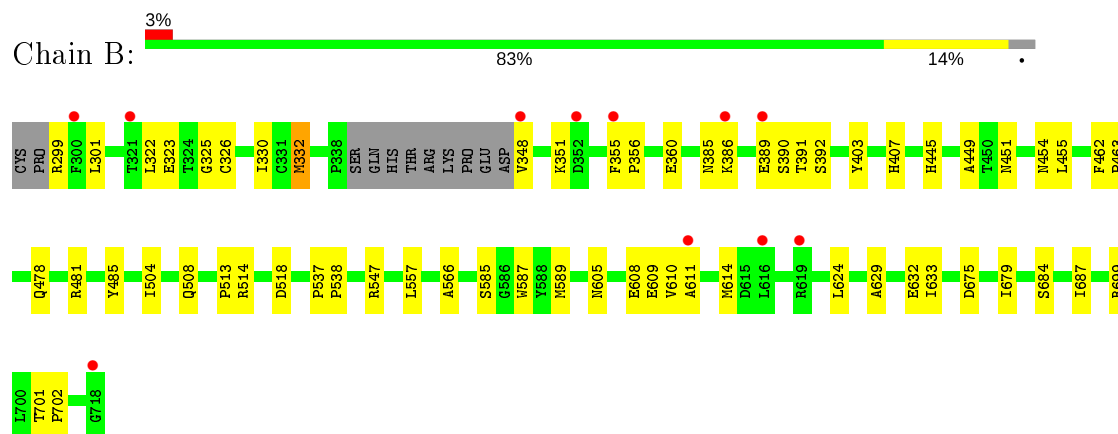 3%
Chain B:
83%
14%
CYS PRO R299 F300 L301 T321 L322 E323 T324 G325 C326 I330 C331 M332 P338 SER GLN HIS THR ARG LYS PRO GLU ASP V348 K351 D352 F355 P356 E360 N385 K386 E389 S390 T391 S392 Y403 H407 H445 A449 T450 N451 N454 L455 F462
Q478 R481 Y485 I504 Q508 P513 R514 D518 P537 P538 R547 L557 A566 S585 G586 W587 Y588 M589 N605 E608 E609 V610 A611 M614 D615 L616 R619 L624 A629 E632 I633 D675 I679 S684 I687
L700 T701 P702 G718